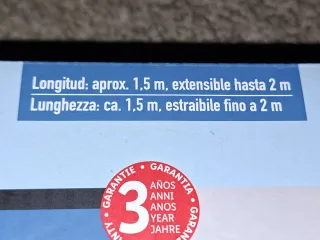 Longitud: aprox. 1,5 m, extensible hasta 2 m
Lunghezza: ca. 1,5 m, estraibile fino a 2 m
GARANTIE • GARANTIA •
3
AÑOS
ANNI
ANOS
YEAR
JAHRE